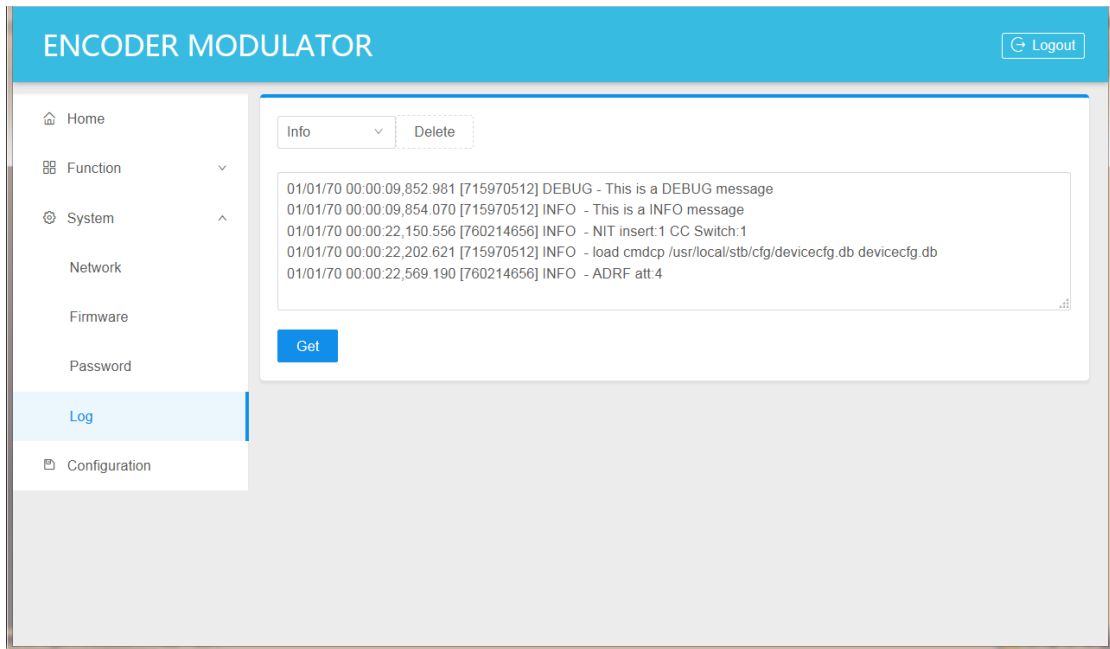 ENCODER MODULATOR
Logout
Home
Function
System
Network
Firmware
Password
Log
Configuration
Info
Delete
01/01/70 00:00:09,852.981 [715970512] DEBUG - This is a DEBUG message
01/01/70 00:00:09,854.070 [715970512] INFO  - This is a INFO message
01/01/70 00:00:22,150.556 [760214656] INFO  - NIT insert:1 CC Switch:1
01/01/70 00:00:22,202.621 [715970512] INFO  - load cmdcp /usr/local/stb/cfg/devicecfg.db devicecfg.db
01/01/70 00:00:22,569.190 [760214656] INFO  - ADRF att:4
Get